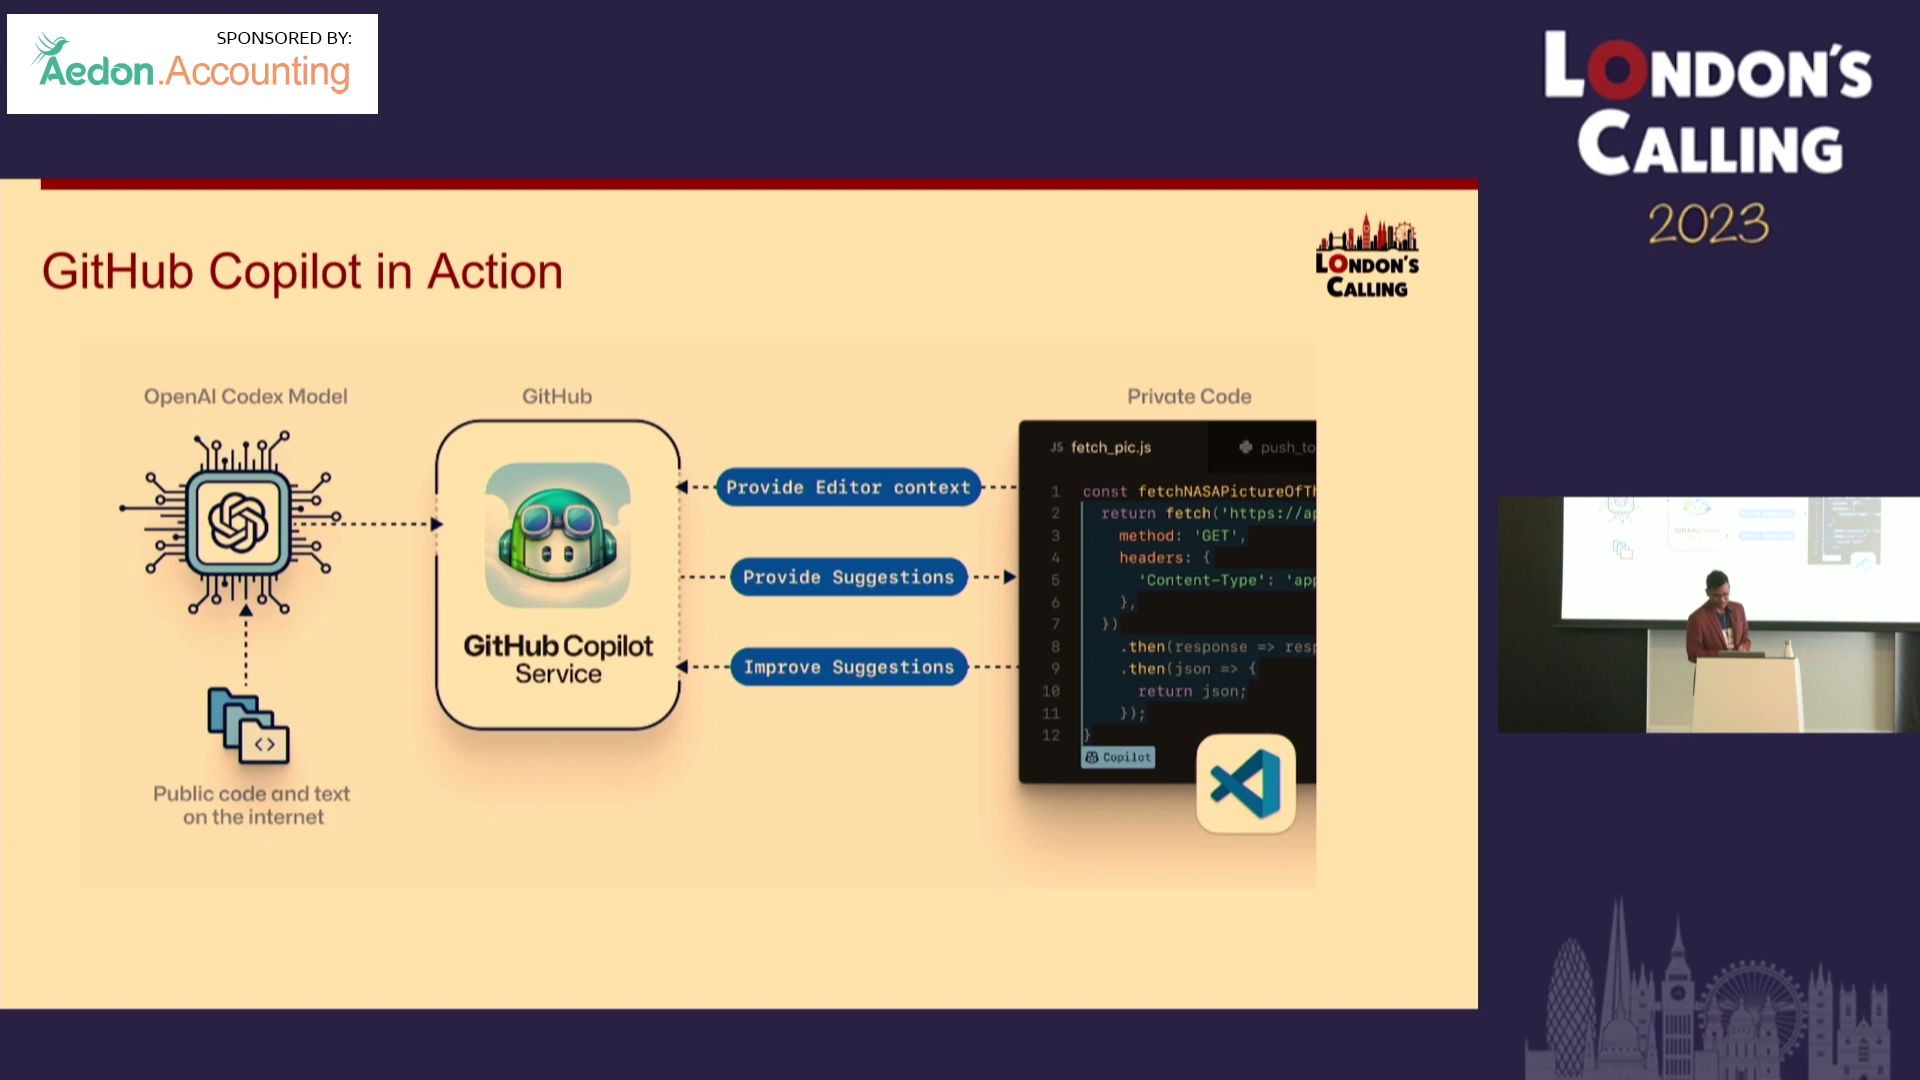 SPONSORED BY:
Aedon.Accounting
LONDON'S
CALLING
2023
GitHub Copilot in Action
LONDON'S
CALLING
OpenAI Codex Model
GitHub
Private Code
JS fetch_pic.js
push_to
Provide Editor context
Provide Suggestions
Improve Suggestions
GitHub Copilot
Service
Public code and text
on the internet
1 const fetchNASAPictureOfTh
2 return fetch('https://ap
3 method: 'GET',
4 headers: {
5 'Content-Type': 'app
6 },
7 })
8 .then(response => resp
9 .then(json => {
10 return json;
11 });
12 }
Copilot